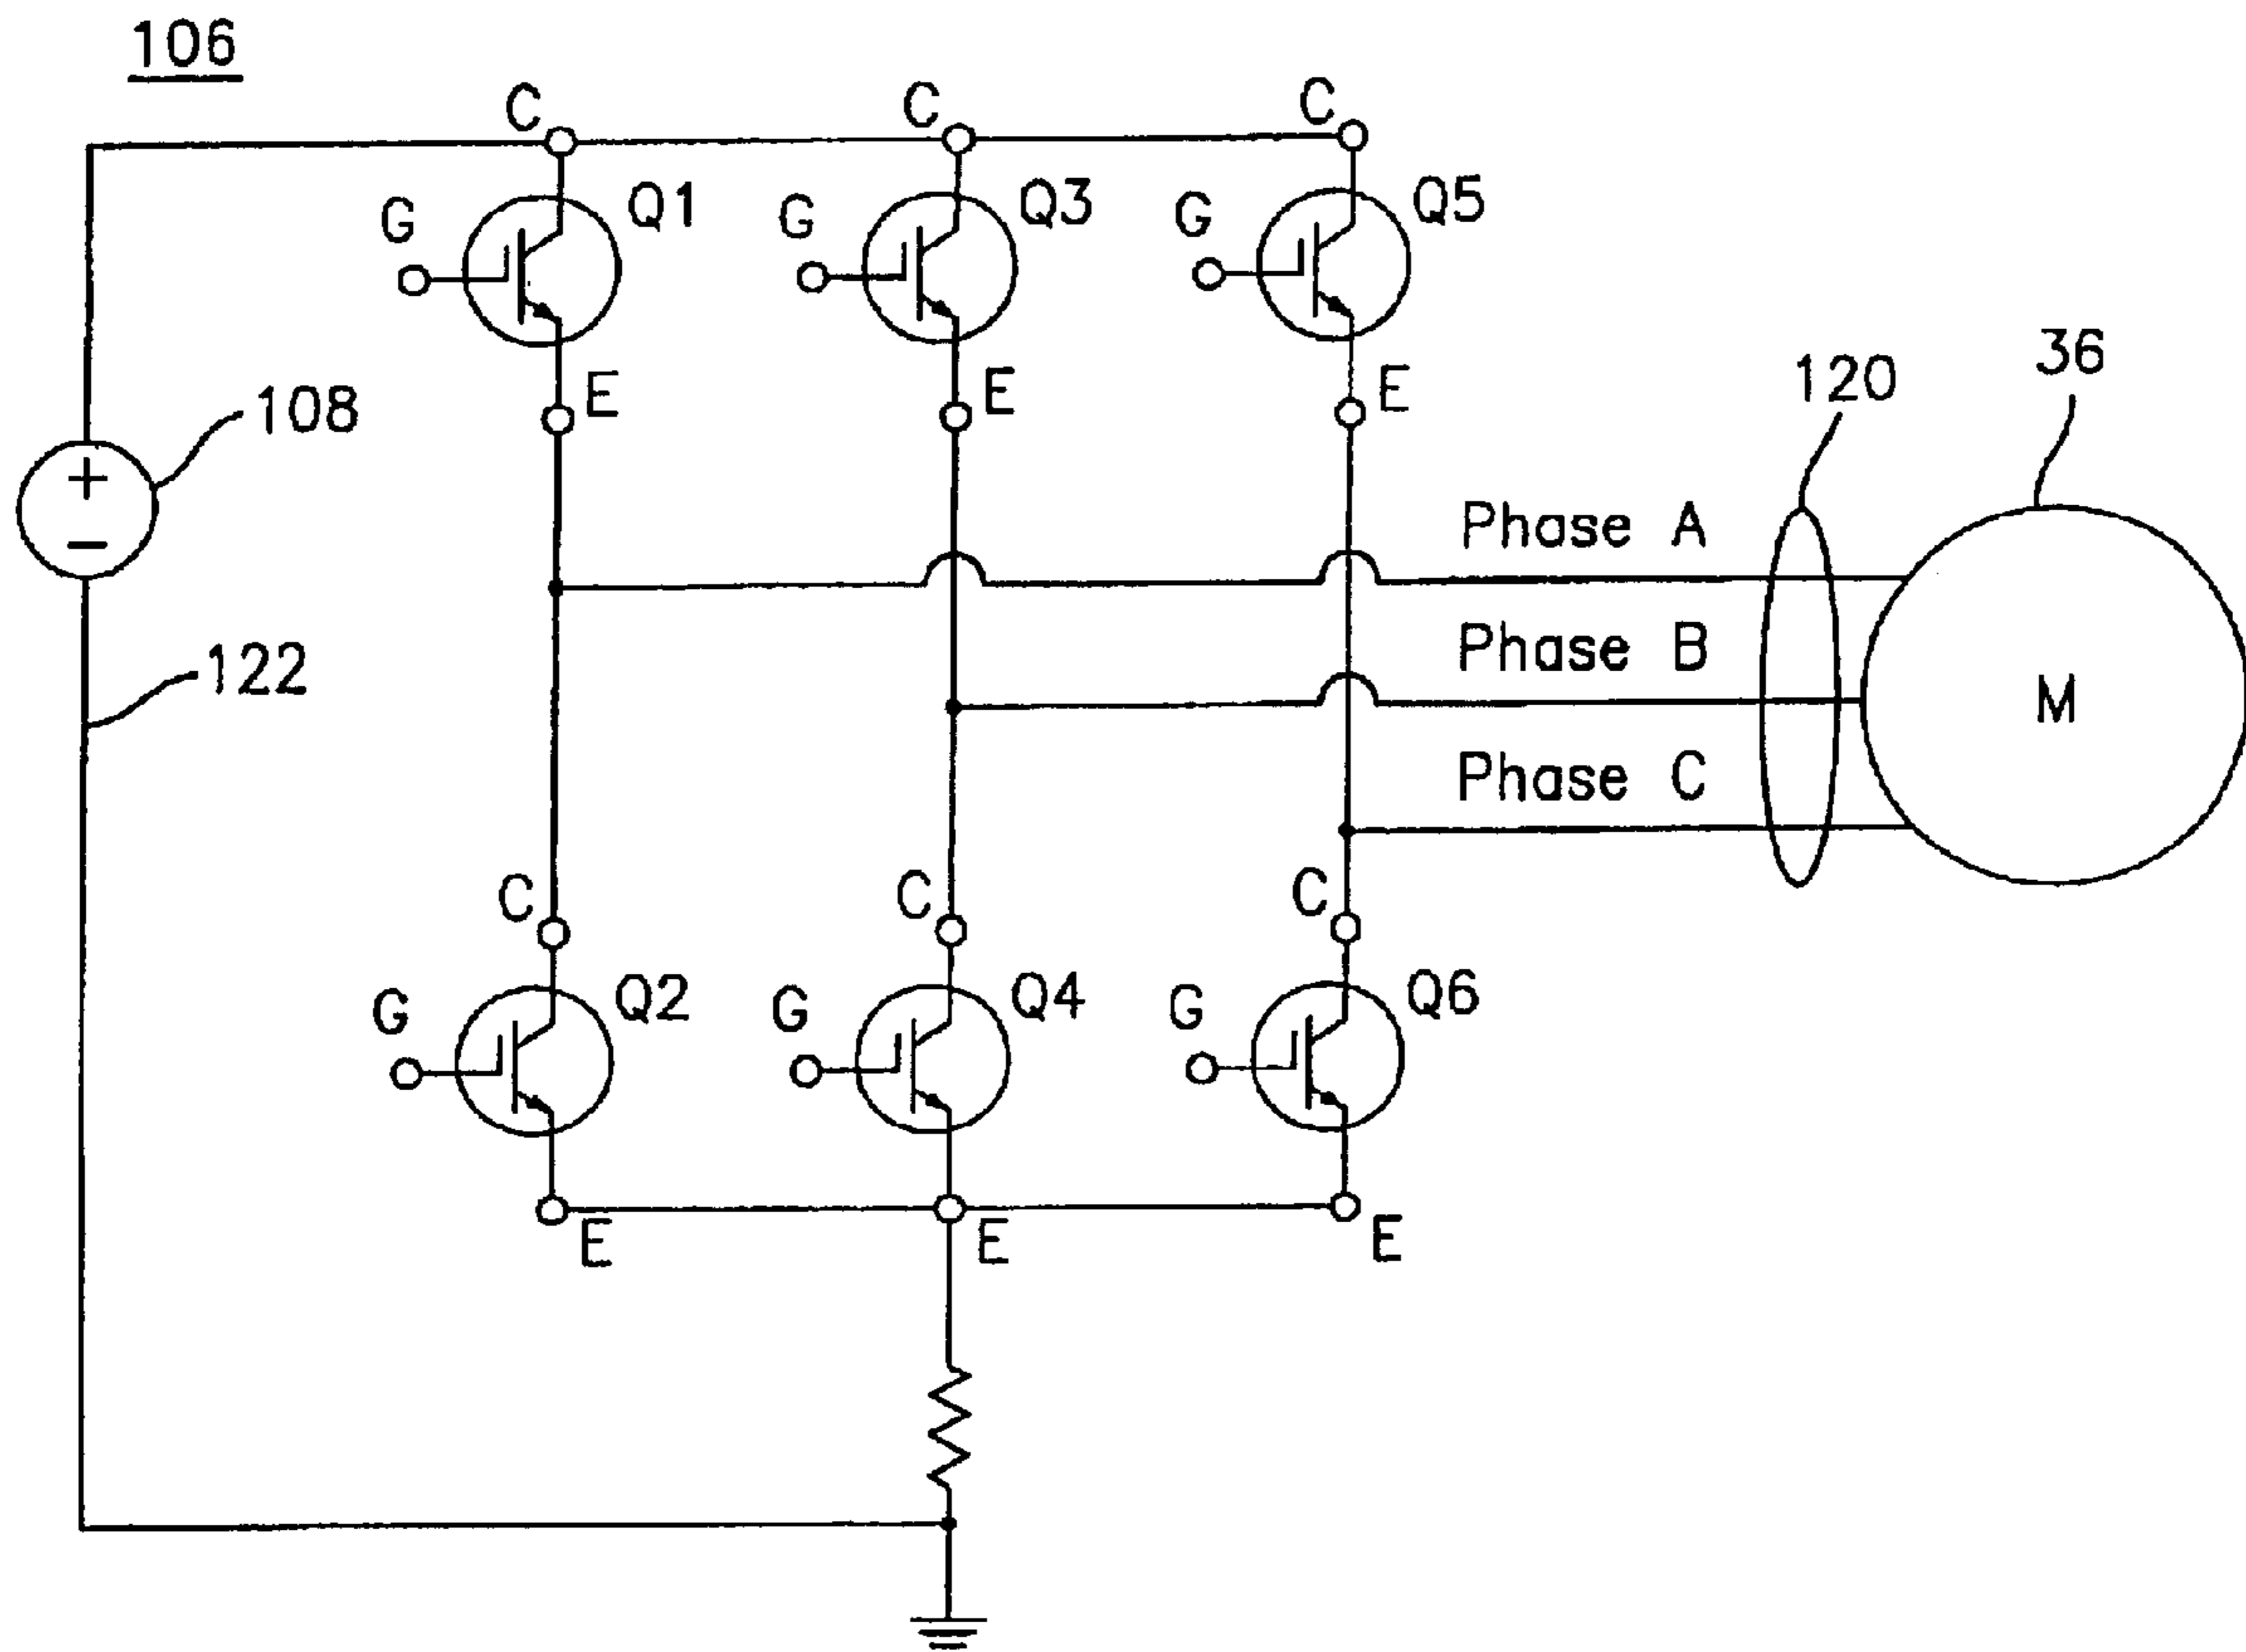 106
C C C
G Q1 G Q3 G Q5
E E E
108
+
−
36
120
Phase A
122
Phase B
M
Phase C
C C C
G Q2 G Q4 G Q6
E E E